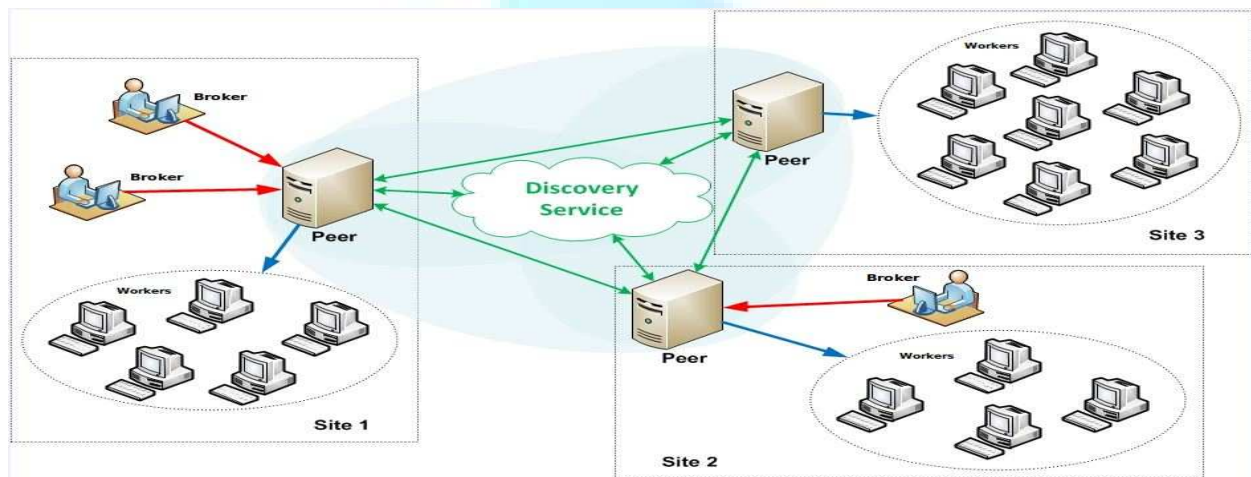 Broker
Broker
Peer
Workers
Site 1
Discovery
Service
Peer
Workers
Site 3
Peer
Broker
Workers
Site 2